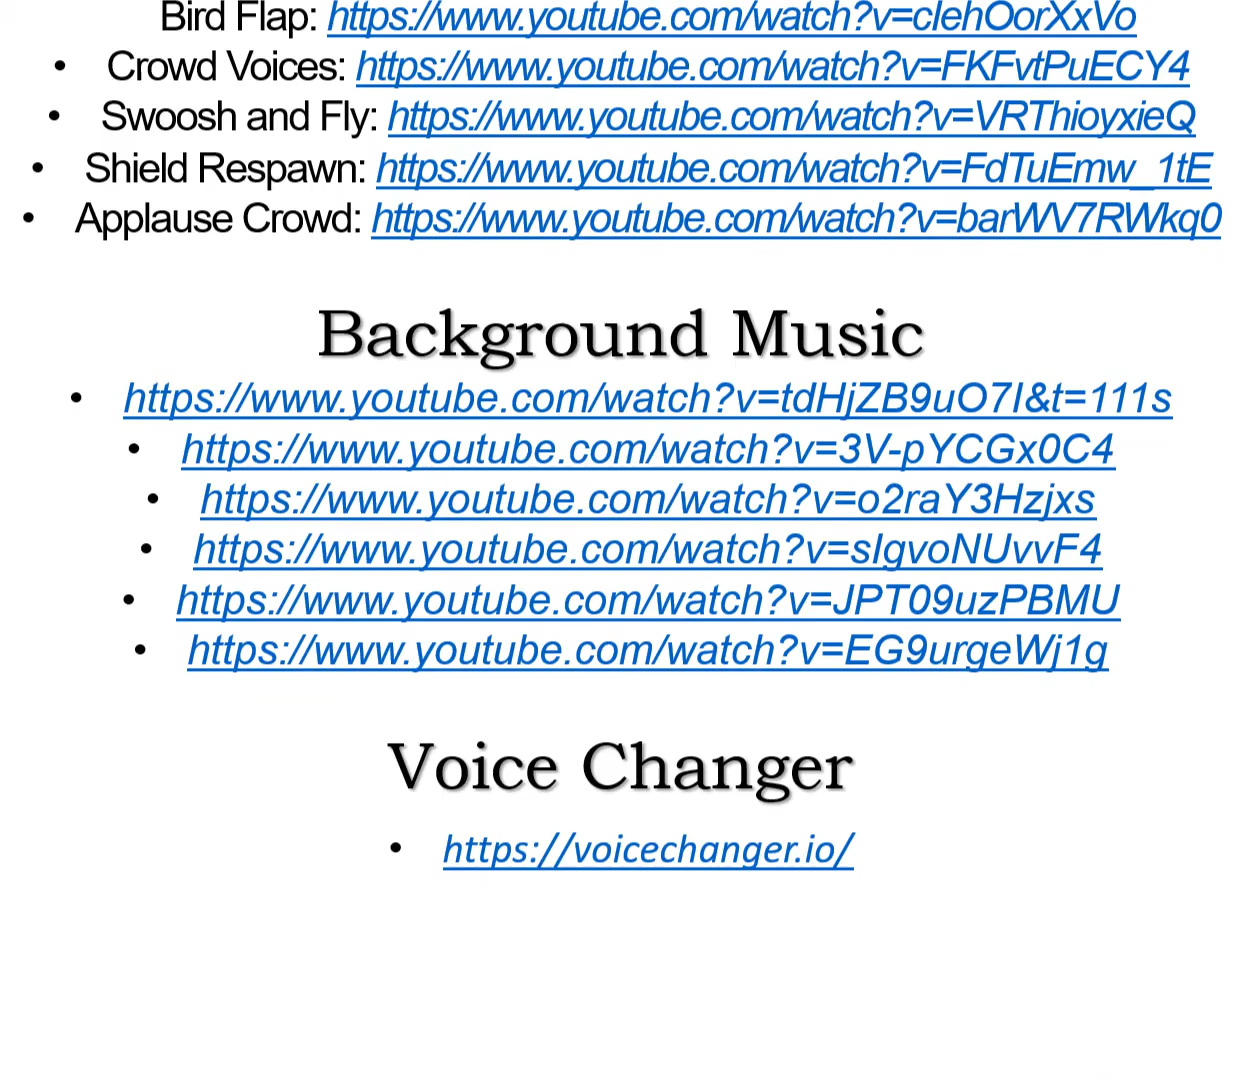 Bird Flap: https://www.youtube.com/watch?v=clehOorXxVo
• Crowd Voices: https://www.youtube.com/watch?v=FKFvtPuECY4
• Swoosh and Fly: https://www.youtube.com/watch?v=VRThioyxieQ
• Shield Respawn: https://www.youtube.com/watch?v=FdTuEmw_1tE
• Applause Crowd: https://www.youtube.com/watch?v=barWV7RWkq0
Background Music
• https://www.youtube.com/watch?v=tdHjZB9uO7I&t=111s
• https://www.youtube.com/watch?v=3V-pYCGx0C4
• https://www.youtube.com/watch?v=o2raY3Hzjxs
• https://www.youtube.com/watch?v=sIgvoNUvvF4
• https://www.youtube.com/watch?v=JPT09uzPBMU
• https://www.youtube.com/watch?v=EG9urgeWj1g
Voice Changer
• https://voicechanger.io/